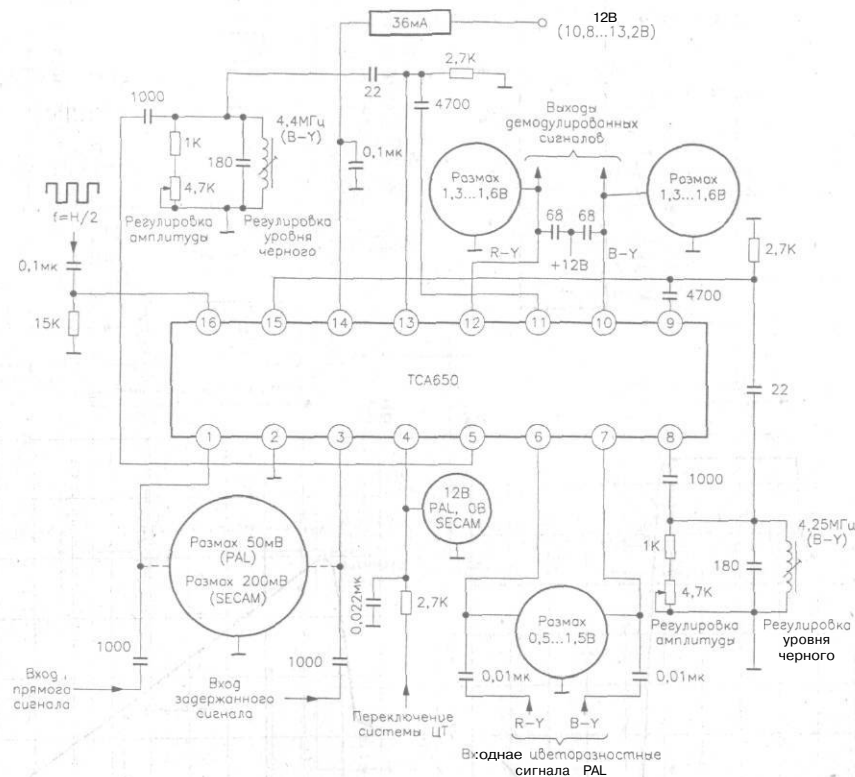 36мА
12В
(10,8...13,2В)
2,7К
1000
22
4700
1К
180
4,4МГц
(B-Y)
4,7К
0,1мк
Выходы
демодулированных
сигналов
Размах
1,3...1,6В
Размах
1,3...1,6В
f=H/2
Регулировка
амплитуды
Регулировка
уровня
черного
68
68
R-Y
+12В
B-Y
2,7К
0,1мк
4700
15К
16
15
14
13
12
11
10
9
TCA650
22
1
2
3
4
5
6
7
8
1000
12В
PAL, 0В
SECAM
Размах 50мВ
(PAL)
Размах 200мВ
(SECAM)
4,25МГц
(B-Y)
1К
180
4,7К
0,022мк
2,7К
Размах
0,5...1,5В
Регулировка
амплитуды
Регулировка
уровня
черного
1000
1000
0,01мк
0,01мк
Вход
прямога
сигнала
Вход
задержанного
сигнала
Переключение
системы ЦТ.
R-Y
B-Y
Вх:однае цветоразностные
сигнала PAL